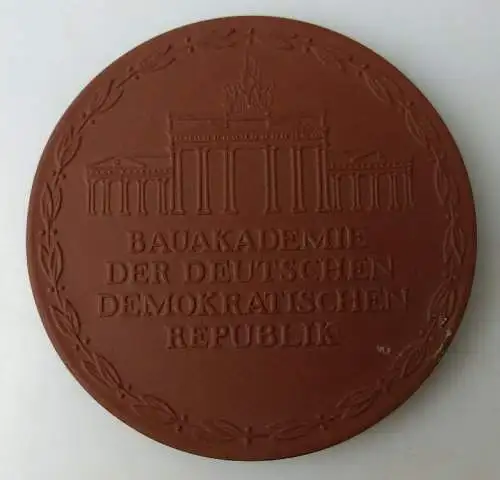 BAUAKADEMIE
DER DEUTSCHEN
DEMOKRATISCHEN
REPUBLIK